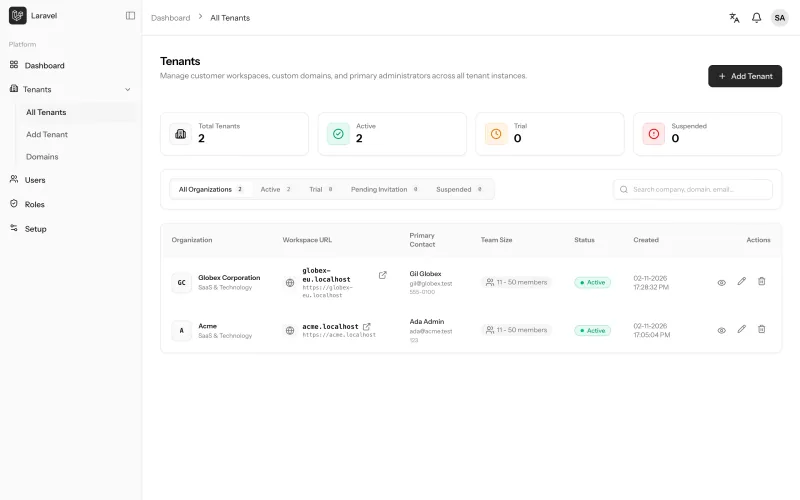 Laravel
Dashboard
All Tenants
SA
Platform
Dashboard
Tenants
All Tenants
Add Tenant
Domains
Users
Roles
Setup
Tenants
Manage customer workspaces, custom domains, and primary administrators across all tenant instances.
Add Tenant
Total Tenants
2
Active
2
Trial
0
Suspended
0
All Organizations 2
Active 2
Trial 0
Pending Invitation 0
Suspended 0
Search company, domain, email...
Organization
Workspace URL
Primary
Contact
Team Size
Status
Created
Actions
GC
Globex Corporation
SaaS & Technology
globex-
eu.localhost
https://globex-
eu.localhost
Gil Globex
gil@globex.test
555-0100
11 - 50 members
Active
02-11-2026
17:28:32 PM
A
Acme
SaaS & Technology
acme.localhost
https://acme.localhost
Ada Admin
ada@acme.test
123
11 - 50 members
Active
02-11-2026
17:05:04 PM